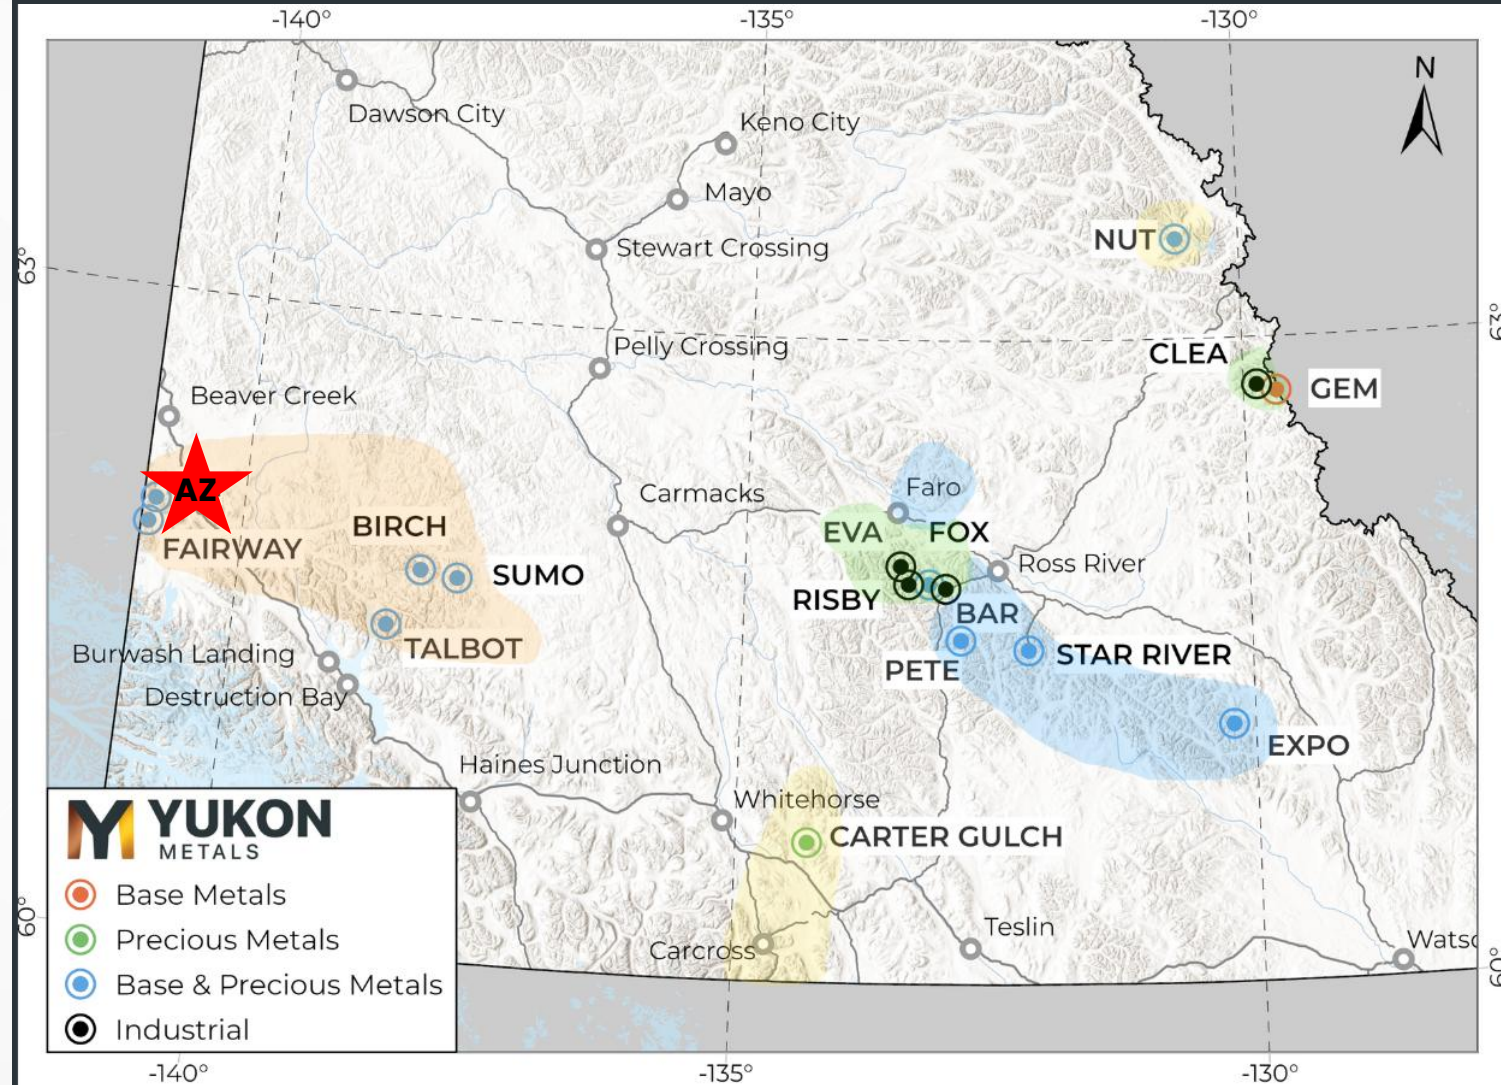 -140°
-135°
-130°
N
Dawson City
Keno City
Mayo
Stewart Crossing
NUT
63°
63°
Pelly Crossing
CLEA
GEM
Beaver Creek
AZ
Faro
Carmacks
BIRCH
EVA
FOX
FAIRWAY
SUMO
Ross River
RISBY
BAR
TALBOT
STAR RIVER
Burwash Landing
PETE
Destruction Bay
EXPO
Haines Junction
Whitehorse
CARTER GULCH
YUKON
METALS
Base Metals
Precious Metals
Base & Precious Metals
Industrial
60°
Teslin
Carcross
Watso
60°
-140°
-135°
-130°